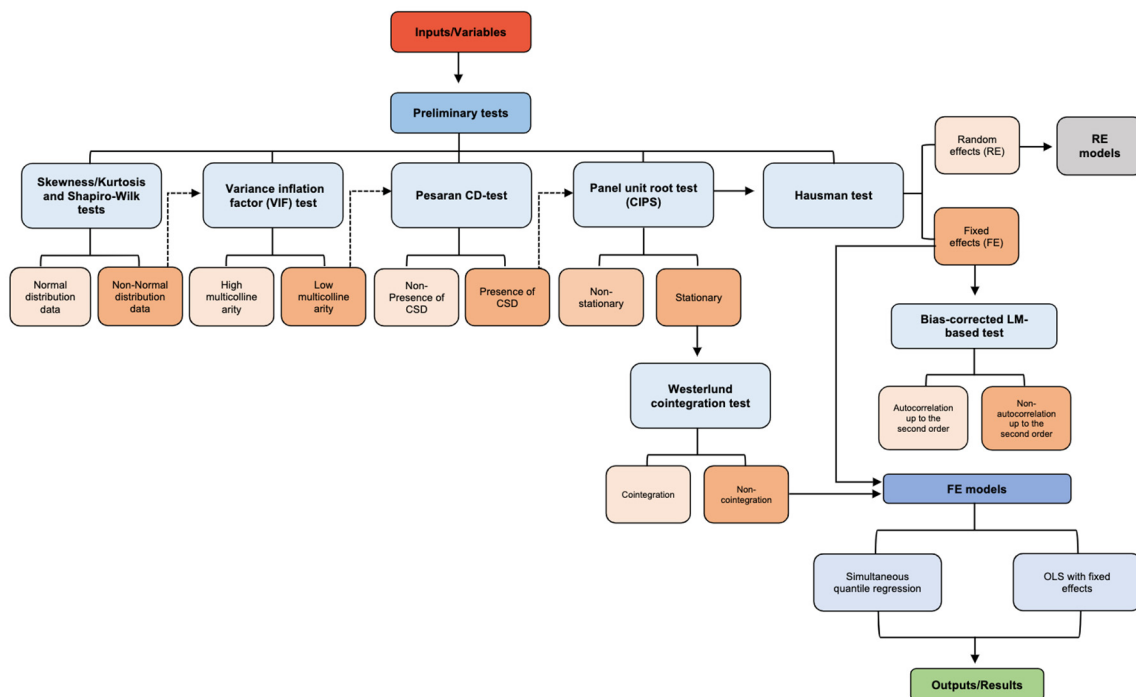 Inputs/Variables
Preliminary tests
Random
effects (RE)
RE
models
Skewness/Kurtosis
and Shapiro-Wilk
tests
Variance inflation
factor (VIF) test
Pesaran CD-test
Panel unit root test
(CIPS)
Hausman test
Fixed
effects (FE)
Normal
distribution
data
Non-Normal
distribution
data
High
multicolline
arity
Low
multicolline
arity
Non-
Presence of
CSD
Presence of
CSD
Non-
stationary
Stationary
Bias-corrected LM-
based test
Westerlund
cointegration test
Autocorrelation
up to the
second order
Non-
autocorrelation
up to the
second order
Cointegration
Non-
cointegration
FE models
Simultaneous
quantile regression
OLS with fixed
effects
Outputs/Results